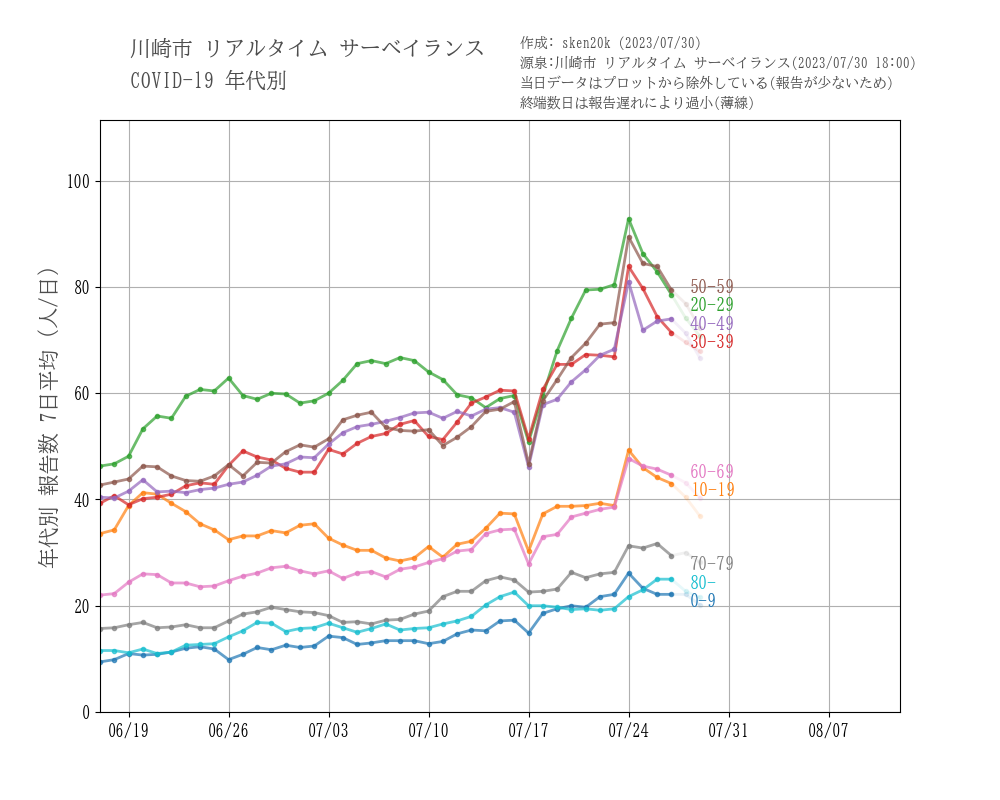 川崎市 リアルタイム サーベイランス
COVID-19 年代別
作成: sken20k (2023/07/30)
源泉:川崎市 リアルタイム サーベイランス(2023/07/30 18:00)
当日データはプロットから除外している(報告が少ないため)
終端数日は報告遅れにより過小(薄線)
年代別 報告数 7日平均 (人/日)
100
80
60
40
20
0
50-59
20-29
40-49
30-39
60-69
10-19
70-79
80-
0-9
06/19 06/26 07/03 07/10 07/17 07/24 07/31 08/07